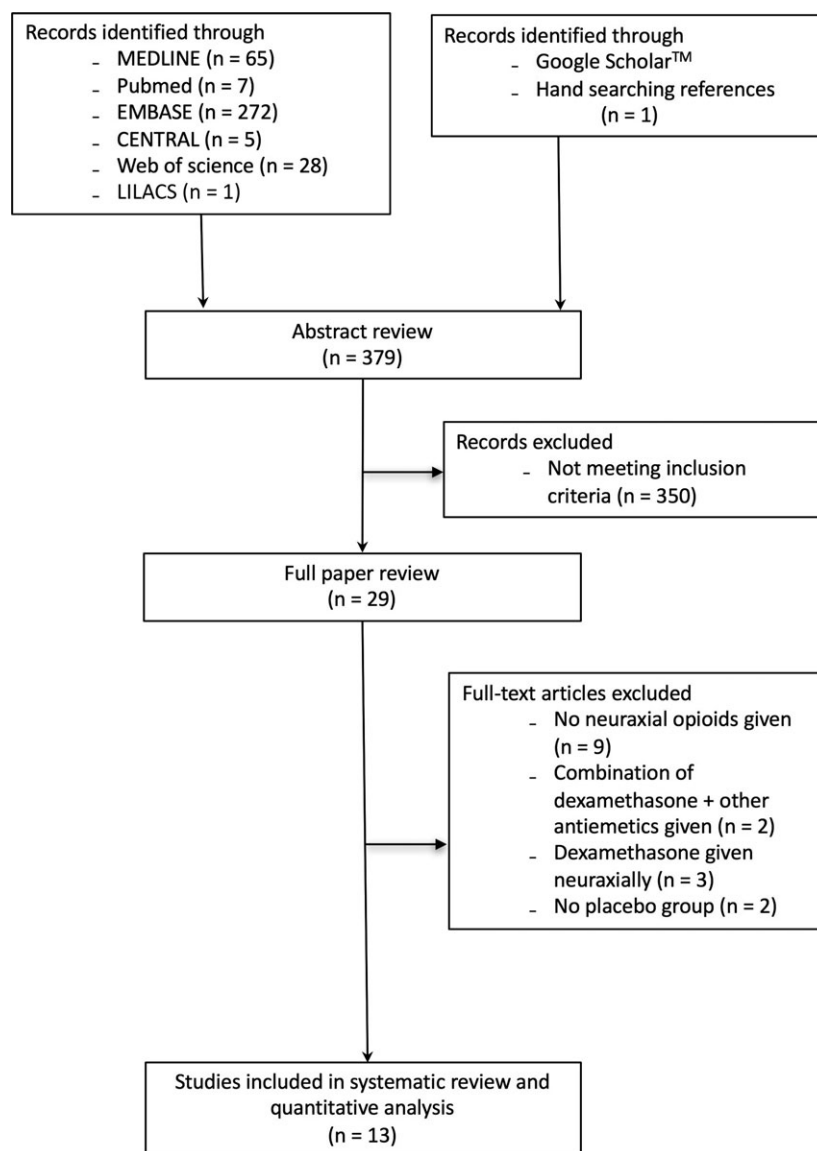 Records identified through
- MEDLINE (n = 65)
- Pubmed (n = 7)
- EMBASE (n = 272)
- CENTRAL (n = 5)
- Web of science (n = 28)
- LILACS (n = 1)
Records identified through
- Google Scholar™
- Hand searching references
(n = 1)
Abstract review
(n = 379)
Records excluded
- Not meeting inclusion
criteria (n = 350)
Full paper review
(n = 29)
Full-text articles excluded
- No neuraxial opioids given
(n = 9)
- Combination of
dexamethasone + other
antiemetics given (n = 2)
- Dexamethasone given
neuraxially (n = 3)
- No placebo group (n = 2)
Studies included in systematic review and
quantitative analysis
(n = 13)